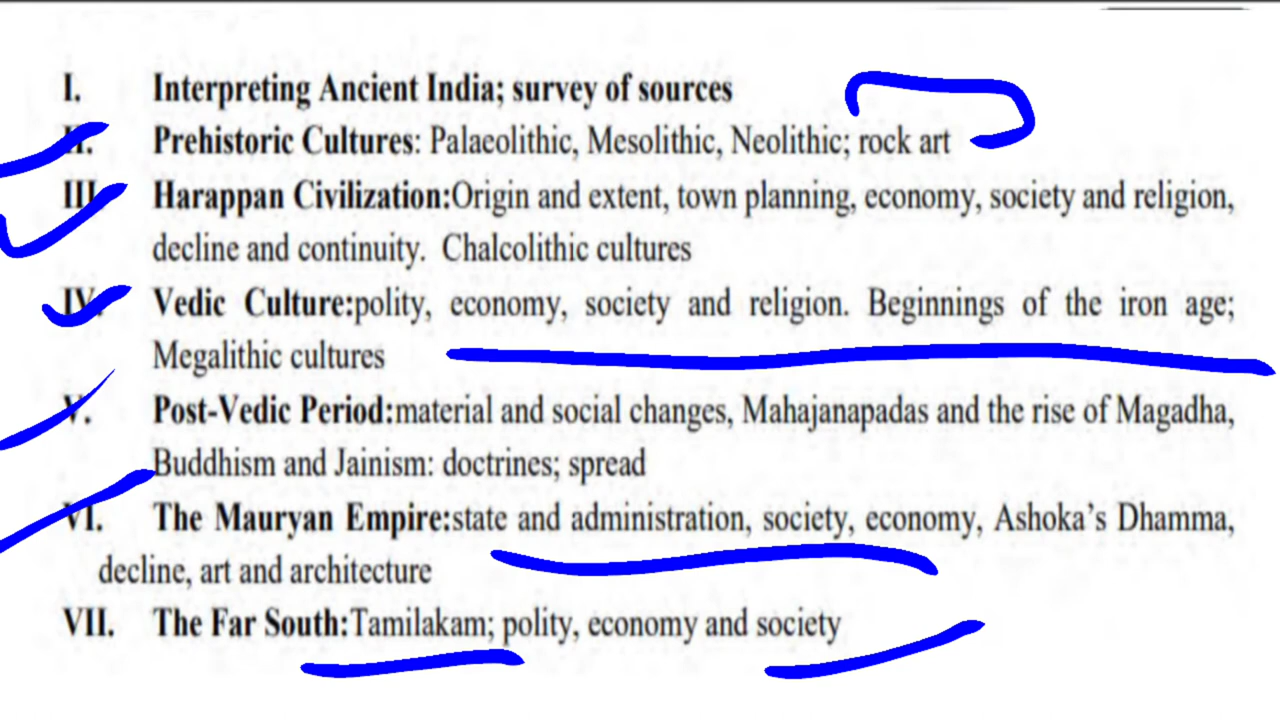 I. Interpreting Ancient India; survey of sources
II. Prehistoric Cultures: Palaeolithic, Mesolithic, Neolithic; rock art
III. Harappan Civilization:Origin and extent, town planning, economy, society and religion,
decline and continuity. Chalcolithic cultures
IV. Vedic Culture:polity, economy, society and religion. Beginnings of the iron age;
Megalithic cultures
V. Post-Vedic Period:material and social changes, Mahajanapadas and the rise of Magadha,
Buddhism and Jainism: doctrines; spread
VI. The Mauryan Empire:state and administration, society, economy, Ashoka's Dhamma,
decline, art and architecture
VII. The Far South:Tamilakam; polity, economy and society